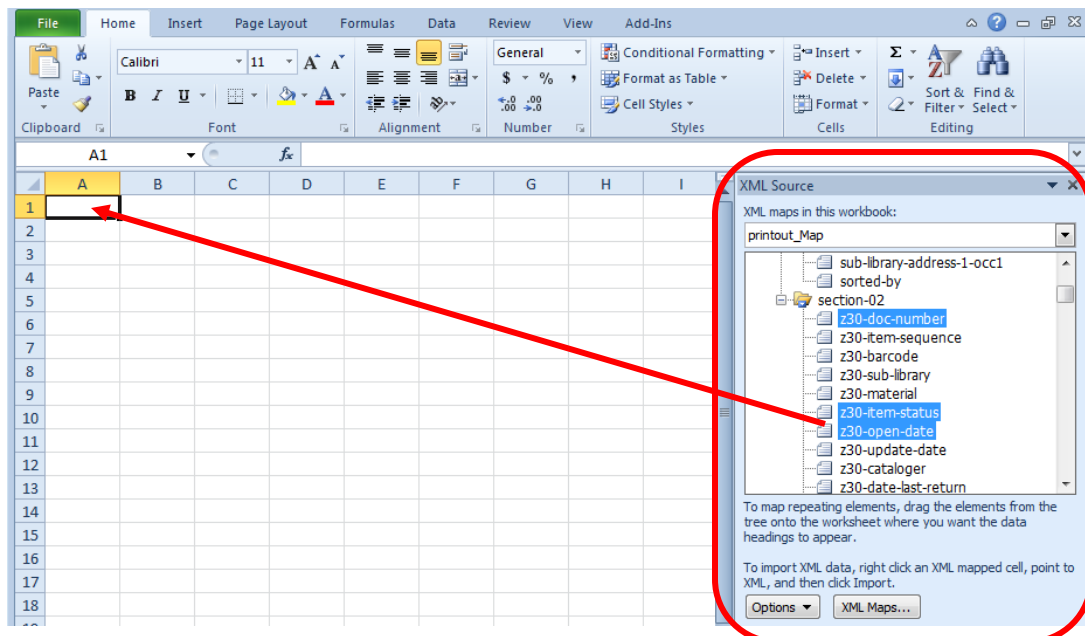 File Home Insert Page Layout Formulas Data Review View Add-Ins
Calibri 11 A A General Conditional Formatting Insert Σ
Paste B I U A $ % , Format as Table Delete Sort & Find &
.0 .00 .00 .0 Cell Styles Format Filter Select
Clipboard Font Alignment Number Styles Cells Editing
A1 fx
A B C D E F G H I
1
2
3
4
5
6
7
8
9
10
11
12
13
14
15
16
17
18
XML Source
XML maps in this workbook:
printout_Map
sub-library-address-1-occ1
sorted-by
section-02
z30-doc-number
z30-item-sequence
z30-barcode
z30-sub-library
z30-material
z30-item-status
z30-open-date
z30-update-date
z30-cataloger
z30-date-last-return
To map repeating elements, drag the elements from the
tree onto the worksheet where you want the data
headings to appear.
To import XML data, right click an XML mapped cell, point to
XML, and then click Import.
Options XML Maps...